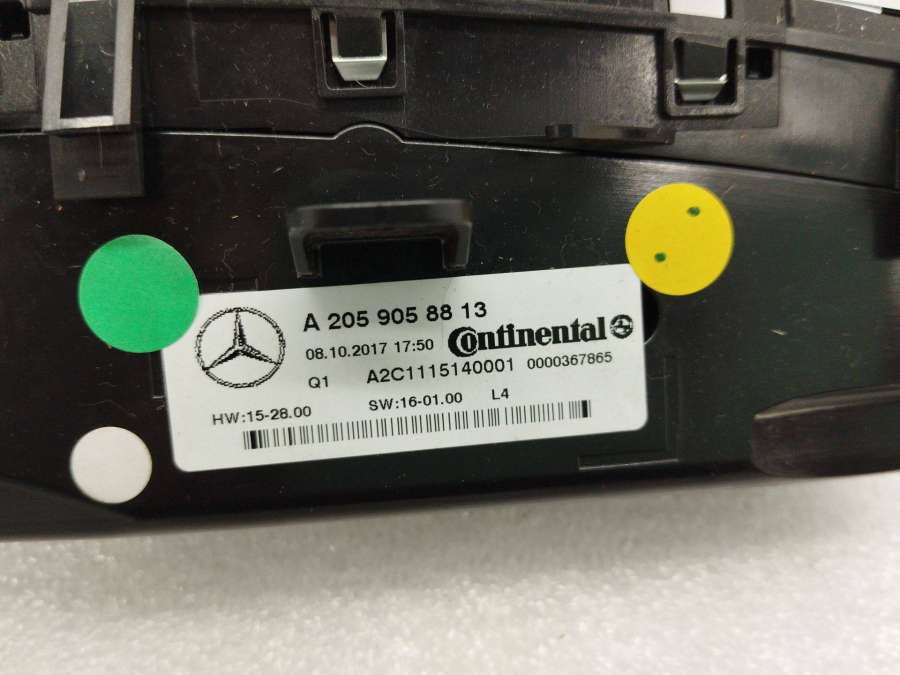 A 205 905 88 13
08.10.2017 17:50 Continental
Q1 A2C1115140001 0000367865
HW:15-28.00 SW:16-01.00 L4